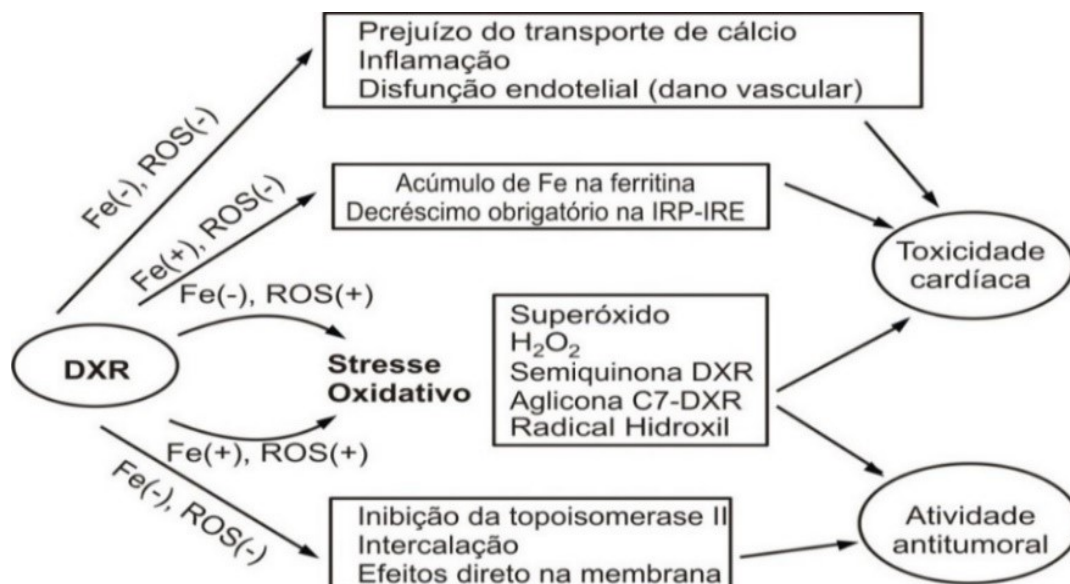 Prejuízo do transporte de cálcio
Inflamação
Disfunção endotelial (dano vascular)
Fe(-), ROS(-)
Acúmulo de Fe na ferritina
Decréscimo obrigatório na IRP-IRE
Fe(+), ROS(-)
Toxicidade
cardíaca
Fe(-), ROS(+)
DXR
Stresse
Oxidativo
Superóxido
H₂O₂
Semiquinona DXR
Aglicona C7-DXR
Radical Hidroxil
Fe(+), ROS(+)
Fe(-), ROS(-)
Inibição da topoisomerase II
Intercalação
Efeitos direto na membrana
Atividade
antitumoral